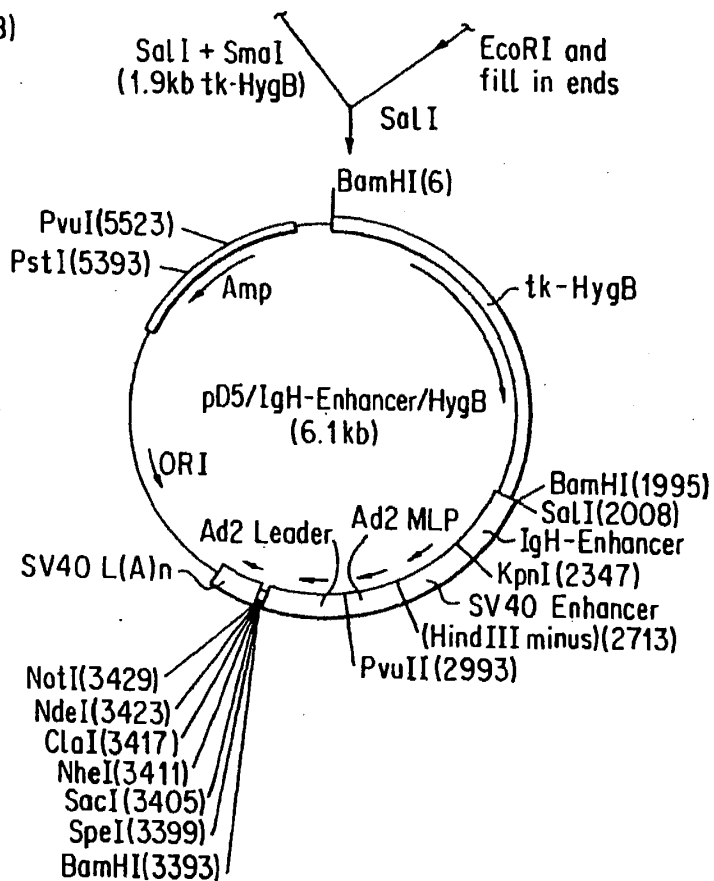 3)
SalI + SmaI
(1.9kb tk-HygB)
EcoRI and
fill in ends
SalI
BamHI(6)
PvuI(5523)
PstI(5393)
Amp
tk-HygB
pD5/IgH-Enhancer/HygB
(6.1kb)
ORI
BamHI(1995)
SalI(2008)
IgH-Enhancer
KpnI(2347)
SV40 Enhancer
(HindIII minus)(2713)
PvuII(2993)
Ad2 MLP
Ad2 Leader
SV40 L(A)n
NotI(3429)
NdeI(3423)
ClaI(3417)
NheI(3411)
SacI(3405)
SpeI(3399)
BamHI(3393)